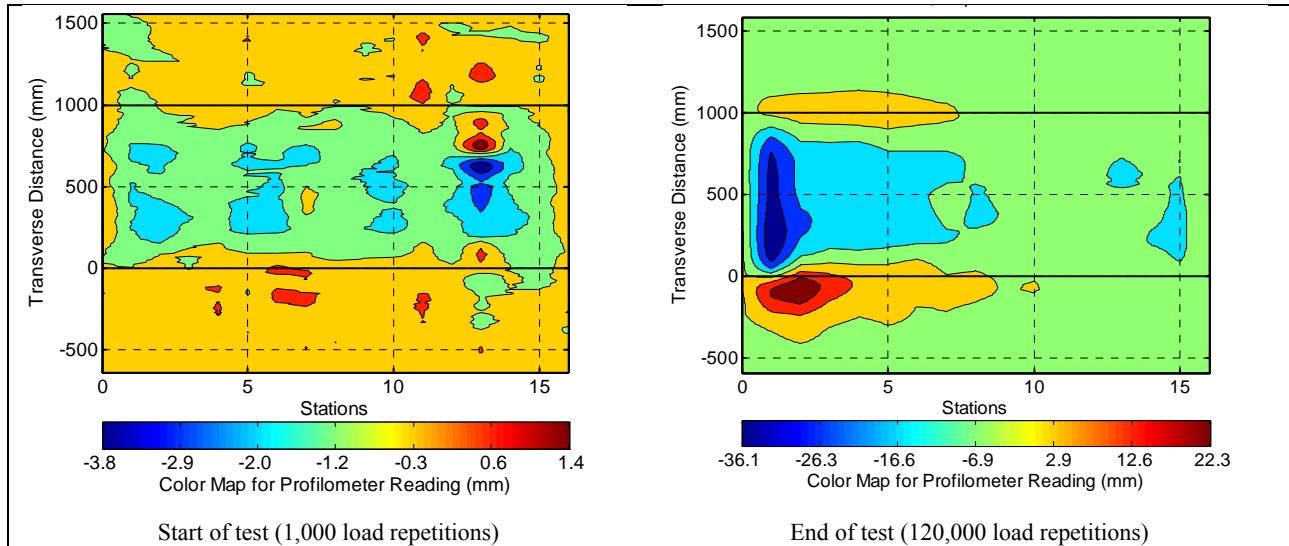 1500
1000
500
0
-500
Transverse Distance (mm)
0 5 10 15
Stations
-3.8 -2.9 -2.0 -1.2 -0.3 0.6 1.4
Color Map for Profilometer Reading (mm)
Start of test (1,000 load repetitions)
1500
1000
500
0
-500
Transverse Distance (mm)
0 5 10 15
Stations
-36.1 -26.3 -16.6 -6.9 2.9 12.6 22.3
Color Map for Profilometer Reading (mm)
End of test (120,000 load repetitions)